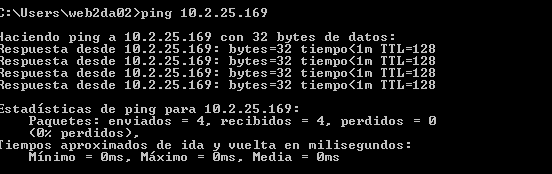 C:\Users\web2da02>ping 10.2.25.169
Haciendo ping a 10.2.25.169 con 32 bytes de datos:
Respuesta desde 10.2.25.169: bytes=32 tiempo<1m TTL=128
Respuesta desde 10.2.25.169: bytes=32 tiempo<1m TTL=128
Respuesta desde 10.2.25.169: bytes=32 tiempo<1m TTL=128
Respuesta desde 10.2.25.169: bytes=32 tiempo<1m TTL=128
Estadísticas de ping para 10.2.25.169:
Paquetes: enviados = 4, recibidos = 4, perdidos = 0
(0% perdidos),
Tiempos aproximados de ida y vuelta en milisegundos:
Mínimo = 0ms, Máximo = 0ms, Media = 0ms